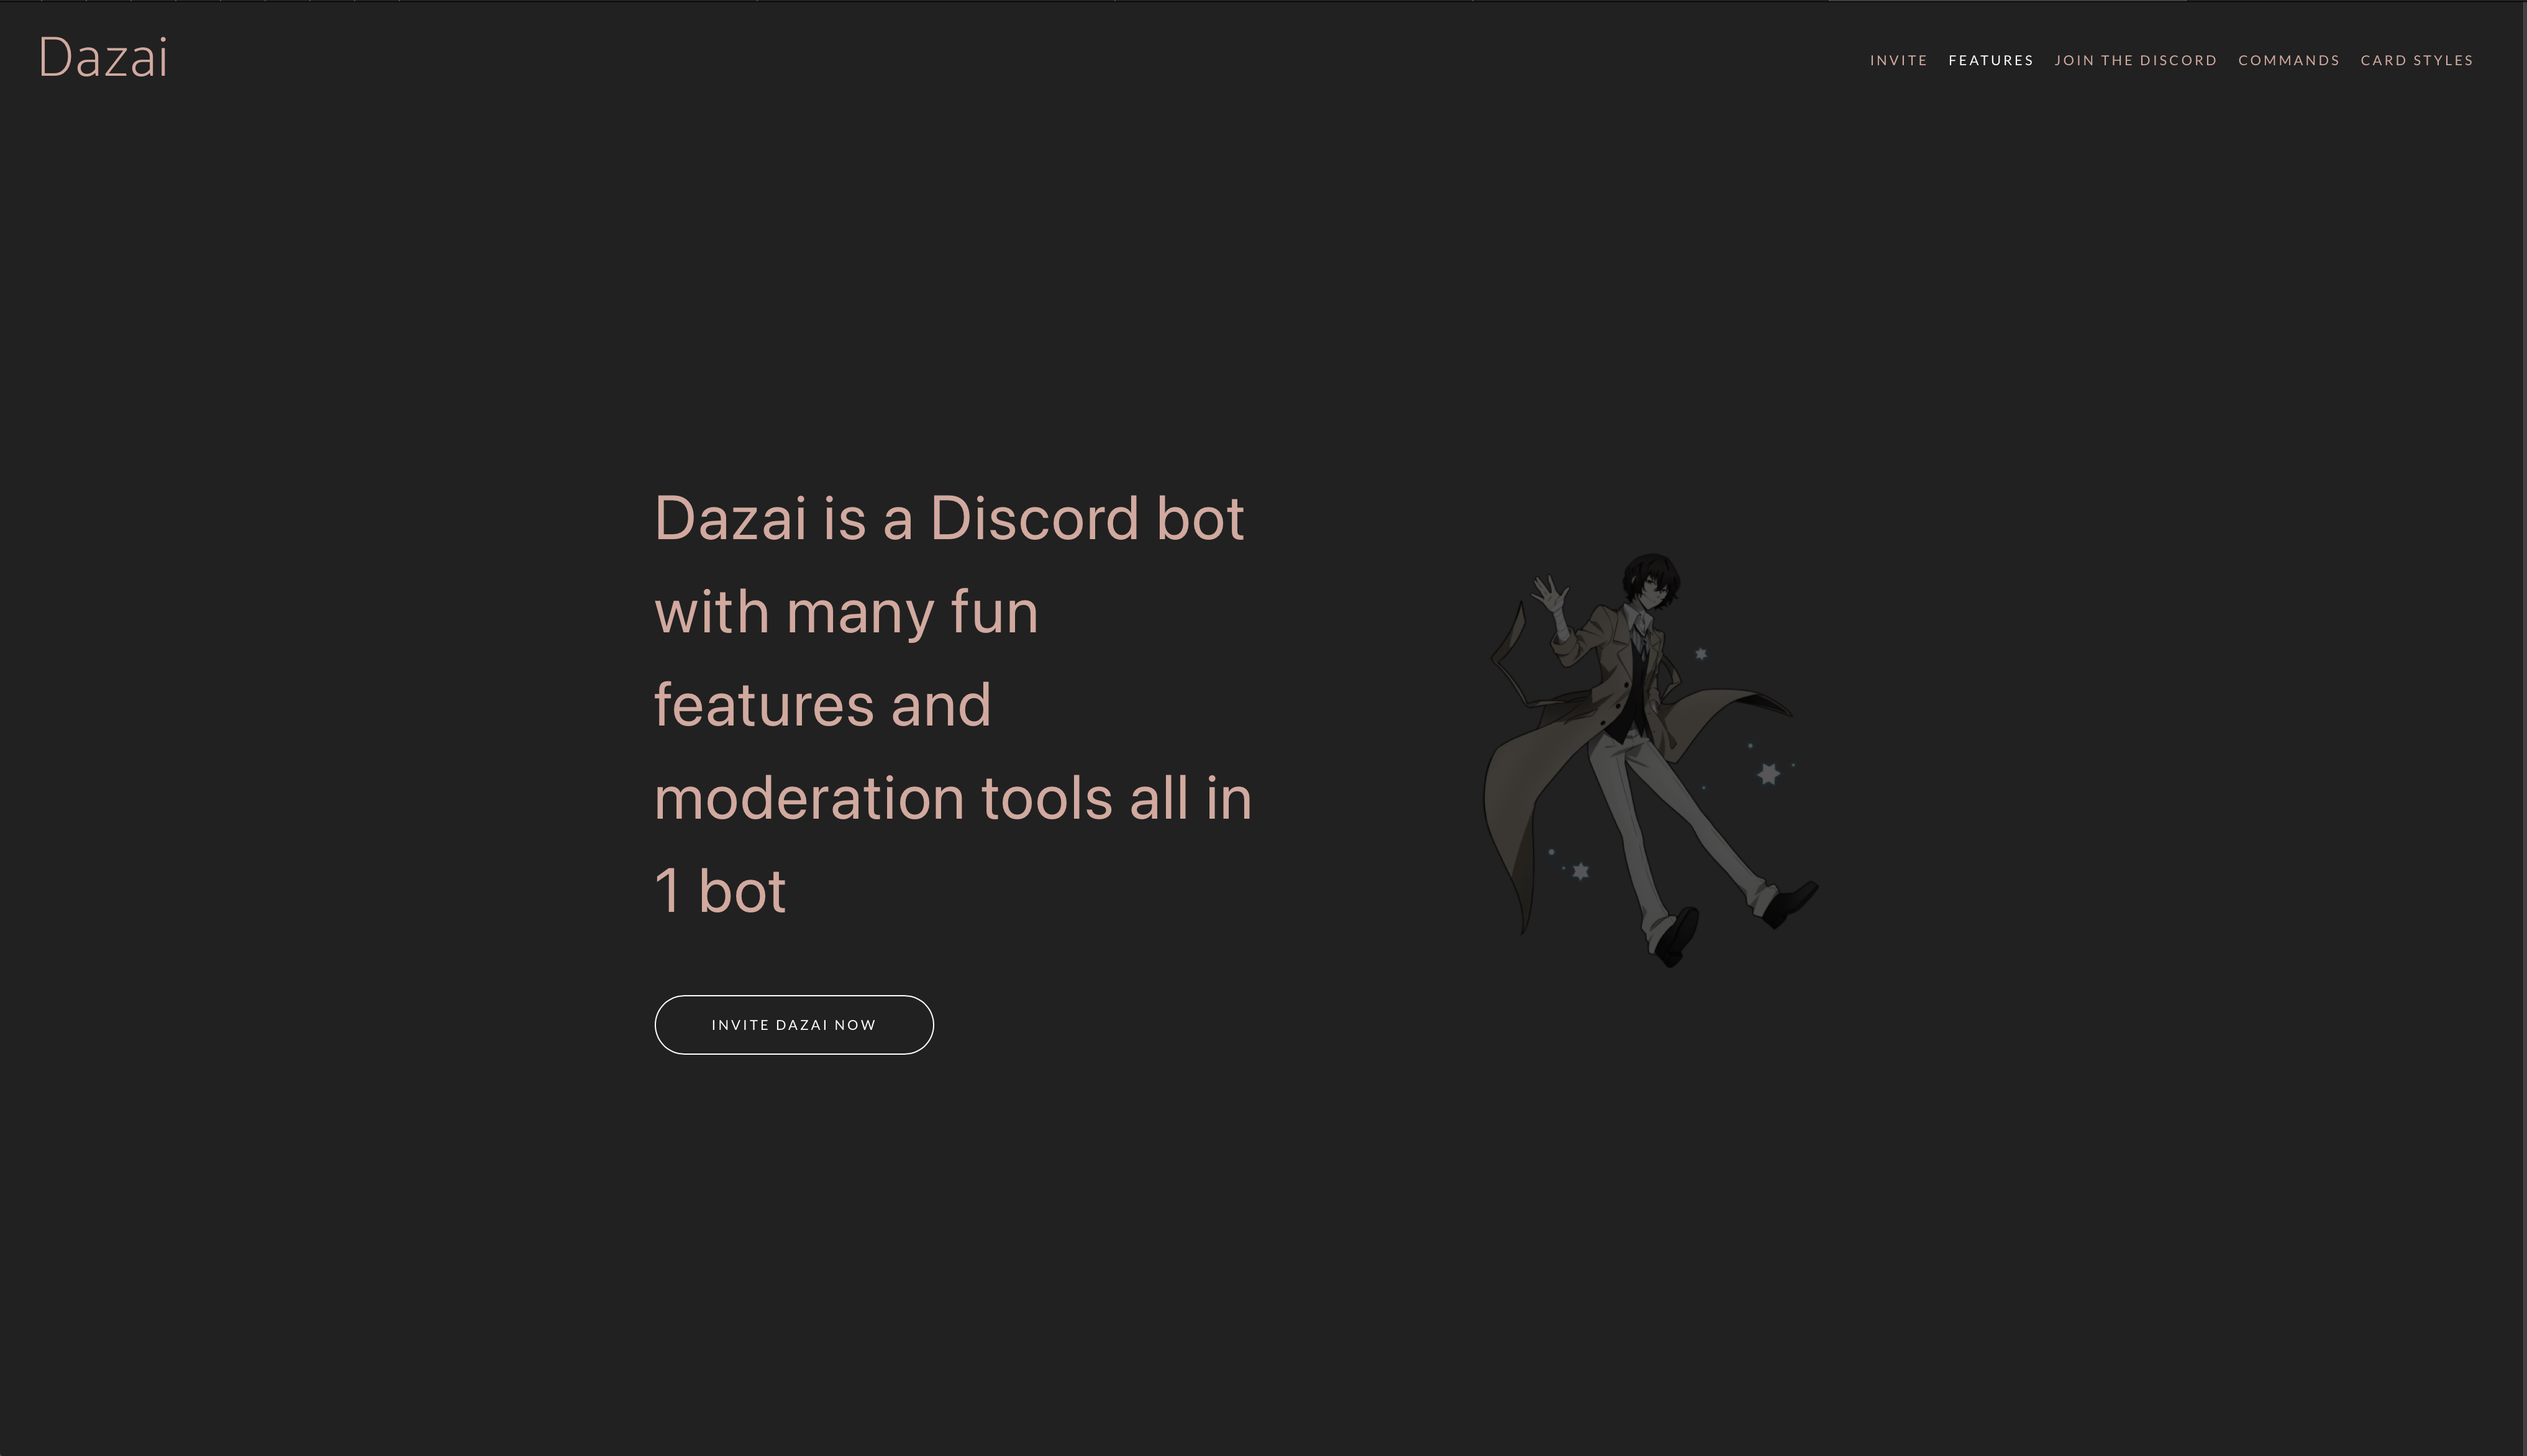 Dazai
INVITE FEATURES JOIN THE DISCORD COMMANDS CARD STYLES
Dazai is a Discord bot
with many fun
features and
moderation tools all in
1 bot
INVITE DAZAI NOW